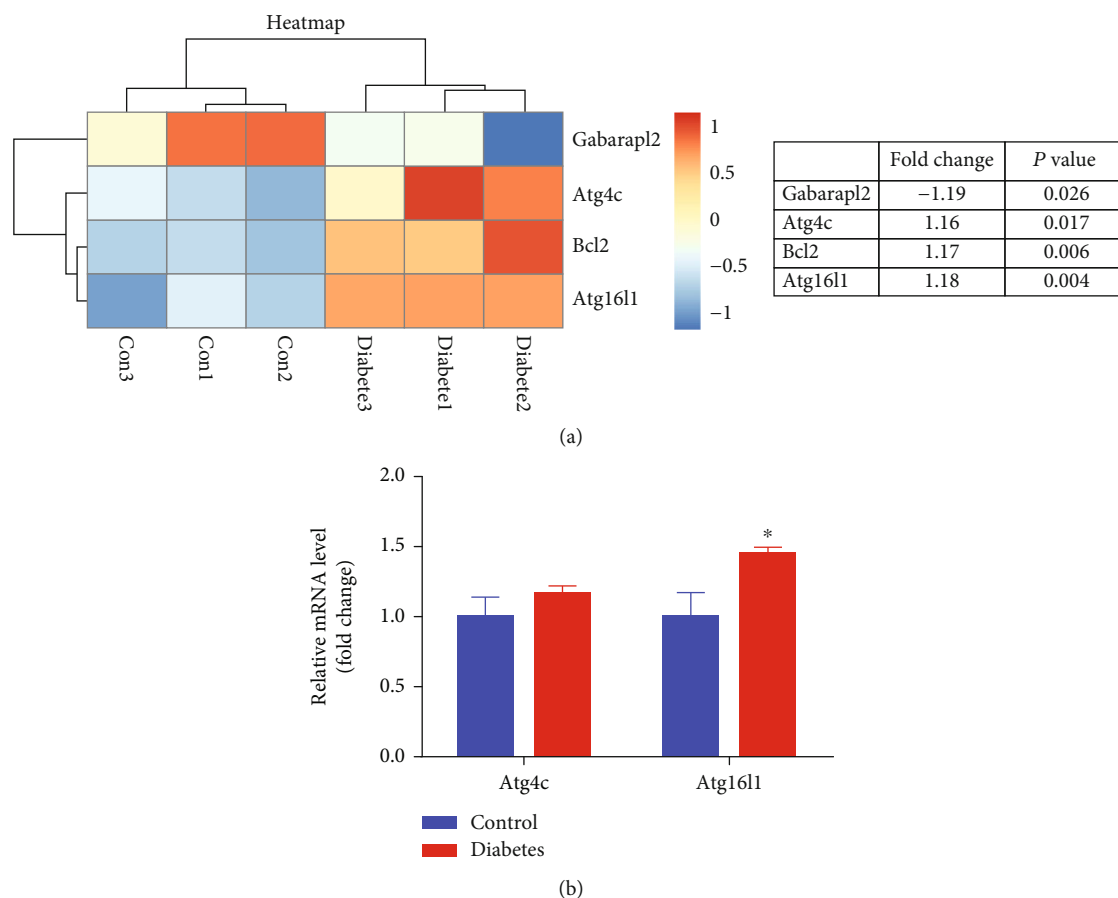 Heatmap
Gabarapl2
Atg4c
Bcl2
Atg16l1
Con3
Con1
Con2
Diabete3
Diabete1
Diabete2
1
0.5
0
−0.5
−1
Fold change P value
Gabarapl2 −1.19 0.026
Atg4c 1.16 0.017
Bcl2 1.17 0.006
Atg16l1 1.18 0.004
(a)
Relative mRNA level
(fold change)
2.0
1.5
1.0
0.5
0.0
*
Atg4c Atg16l1
Control
Diabetes
(b)